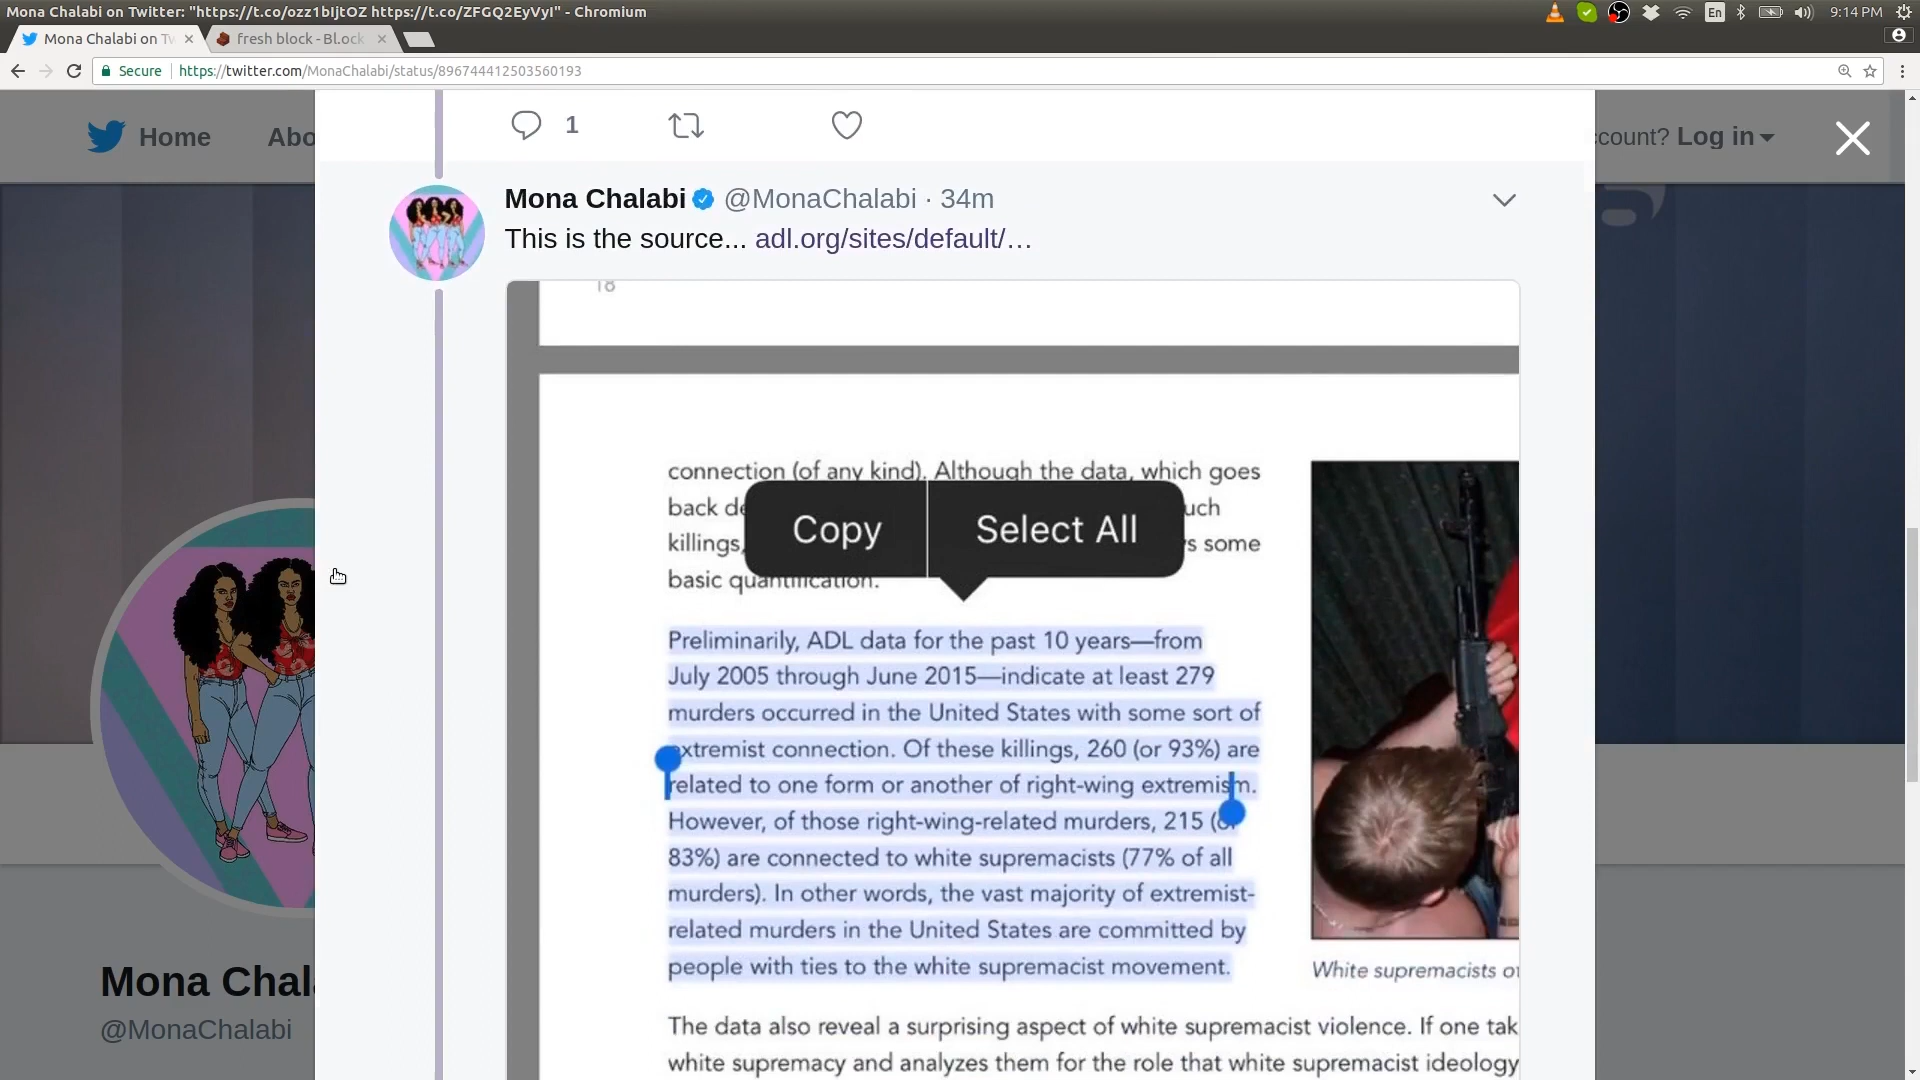 Mona Chalabi on Twitter: "https://t.co/ozz1bIjtOZ https://t.co/ZFGQ2EyVyI" - Chromium
En
9:14 PM
Mona Chalabi on Tw
fresh block - Bl.ock
Secure
https://twitter.com/MonaChalabi/status/896744412503560193
Home
Abo
ccount? Log in
1
Mona Chalabi @MonaChalabi · 34m
This is the source... adl.org/sites/default/…
18
connection (of any kind). Although the data, which goes
back
uch
killings,
s some
basic quantification.
Copy
Select All
Preliminarily, ADL data for the past 10 years—from
July 2005 through June 2015—indicate at least 279
murders occurred in the United States with some sort of
extremist connection. Of these killings, 260 (or 93%) are
related to one form or another of right-wing extremism.
However, of those right-wing-related murders, 215 (or
83%) are connected to white supremacists (77% of all
murders). In other words, the vast majority of extremist-
related murders in the United States are committed by
people with ties to the white supremacist movement.
White supremacists
The data also reveal a surprising aspect of white supremacist violence. If one tak
white supremacy and analyzes them for the role that white supremacist ideology
Mona Chal
@MonaChalabi